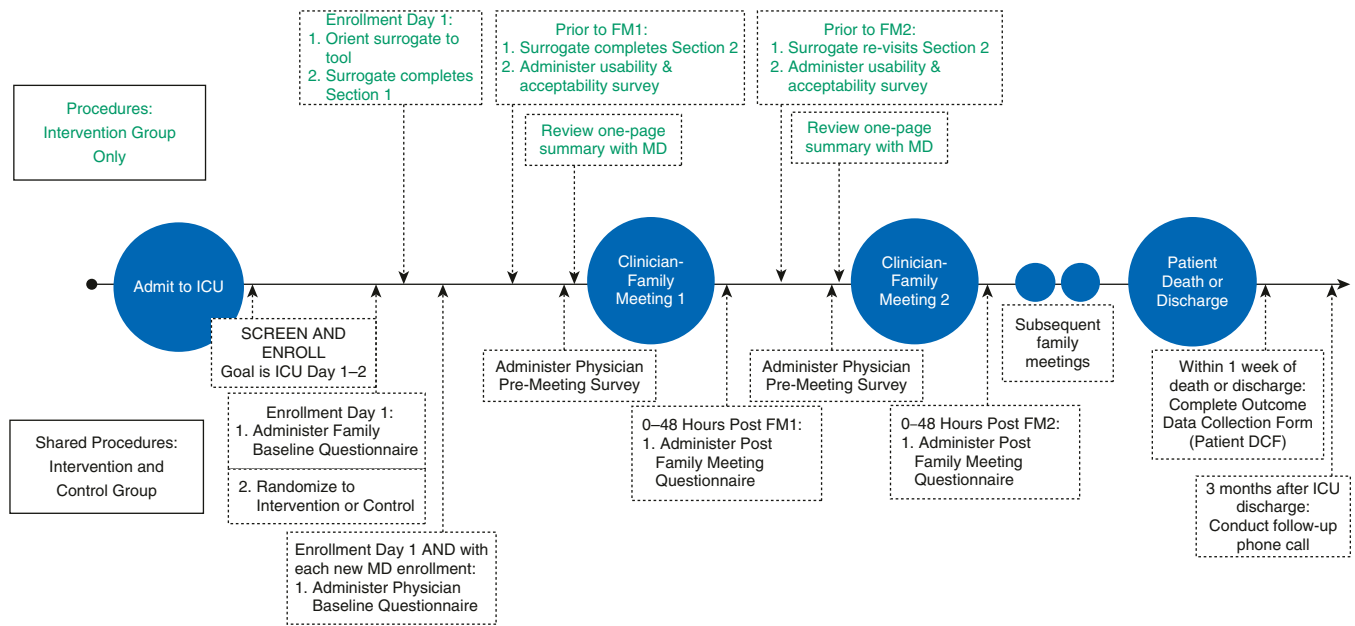 Enrollment Day 1:
1. Orient surrogate to
tool
2. Surrogate completes
Section 1
Prior to FM1:
1. Surrogate completes Section 2
2. Administer usability &
acceptability survey
Prior to FM2:
1. Surrogate re-visits Section 2
2. Administer usability &
acceptability survey
Procedures:
Intervention Group
Only
Review one-page
summary with MD
Review one-page
summary with MD
Admit to ICU
Clinician-
Family
Meeting 1
Clinician-
Family
Meeting 2
Patient
Death or
Discharge
SCREEN AND
ENROLL
Goal is ICU Day 1–2
Administer Physician
Pre-Meeting Survey
Administer Physician
Pre-Meeting Survey
Subsequent
family
meetings
Within 1 week of
death or discharge:
Complete Outcome
Data Collection Form
(Patient DCF)
Shared Procedures:
Intervention and
Control Group
Enrollment Day 1:
1. Administer Family
Baseline Questionnaire
2. Randomize to
Intervention or Control
0–48 Hours Post FM1:
1. Administer Post
Family Meeting
Questionnaire
0–48 Hours Post FM2:
1. Administer Post
Family Meeting
Questionnaire
3 months after ICU
discharge:
Conduct follow-up
phone call
Enrollment Day 1 AND with
each new MD enrollment:
1. Administer Physician
Baseline Questionnaire